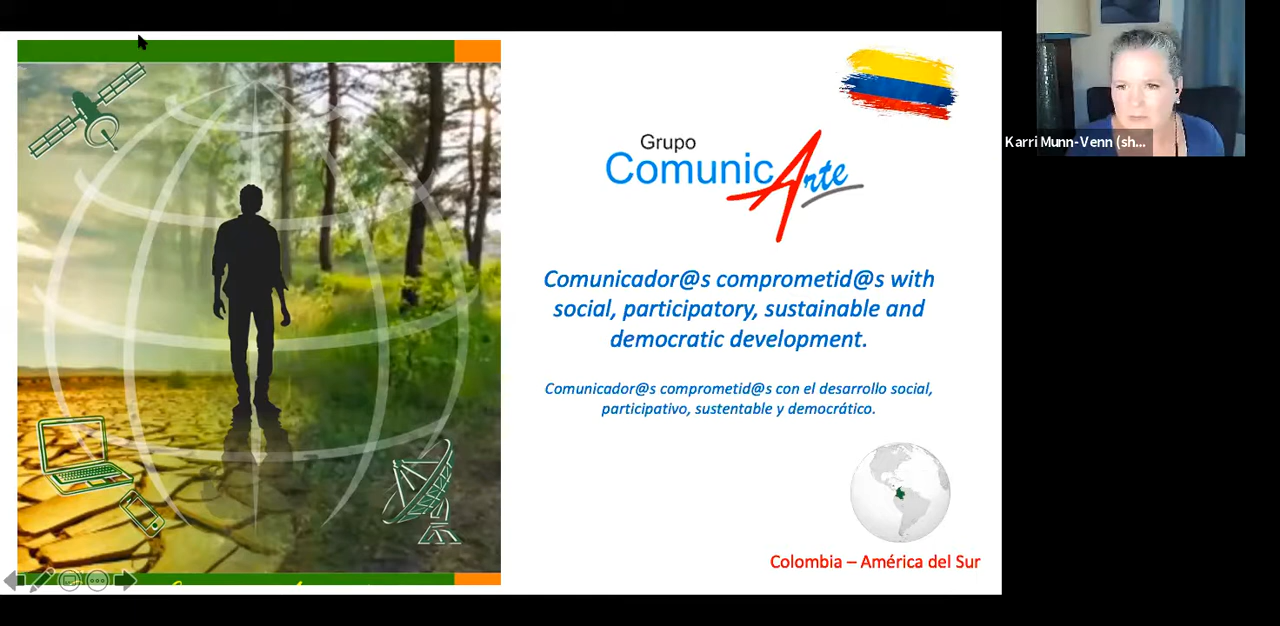 Grupo
ComunicArte
Comunicador@s comprometid@s with
social, participatory, sustainable and
democratic development.
Comunicador@s comprometid@s con el desarrollo social,
participativo, sustentable y democrático.
Colombia – América del Sur
Karri Munn-Venn (sh...